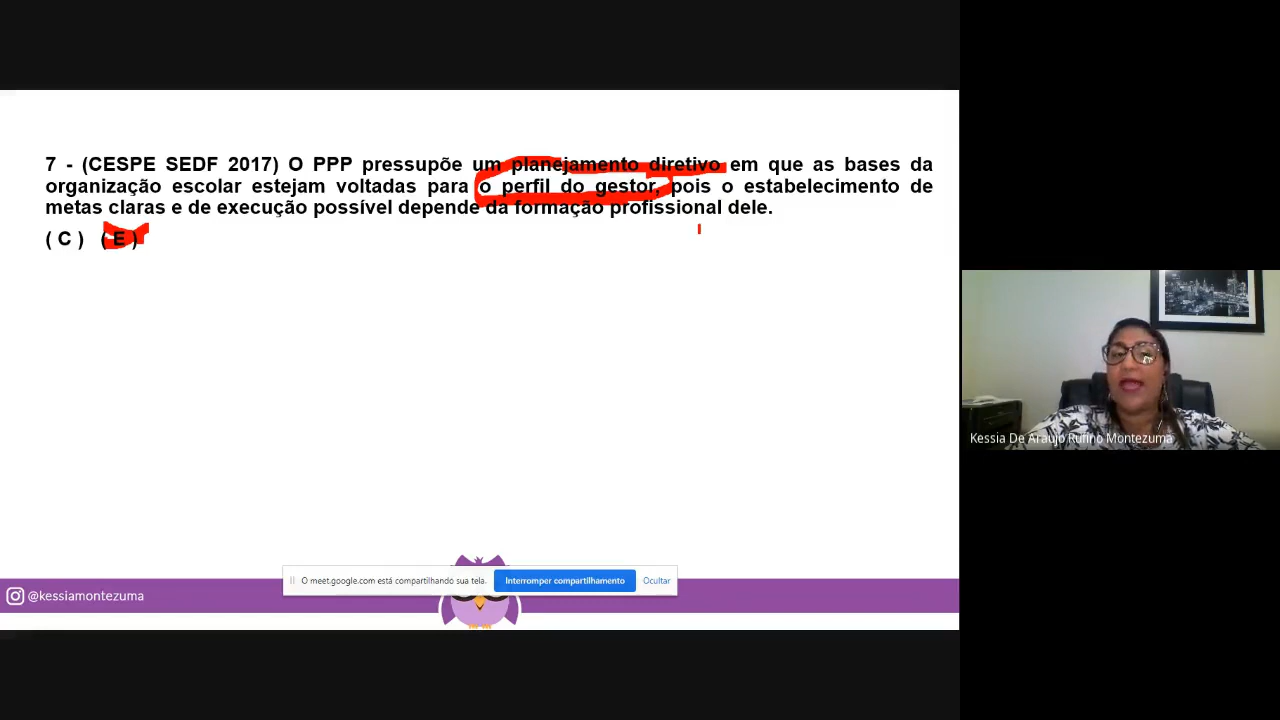 7 - (CESPE SEDF 2017) O PPP pressupõe um planejamento diretivo em que as bases da
organização escolar estejam voltadas para o perfil do gestor, pois o estabelecimento de
metas claras e de execução possível depende da formação profissional dele.
( C ) ( E )
Kessia De Araujo Rufino Montezuma
O meet.google.com está compartilhando sua tela. Interromper compartilhamento Ocultar
@kessiamontezuma